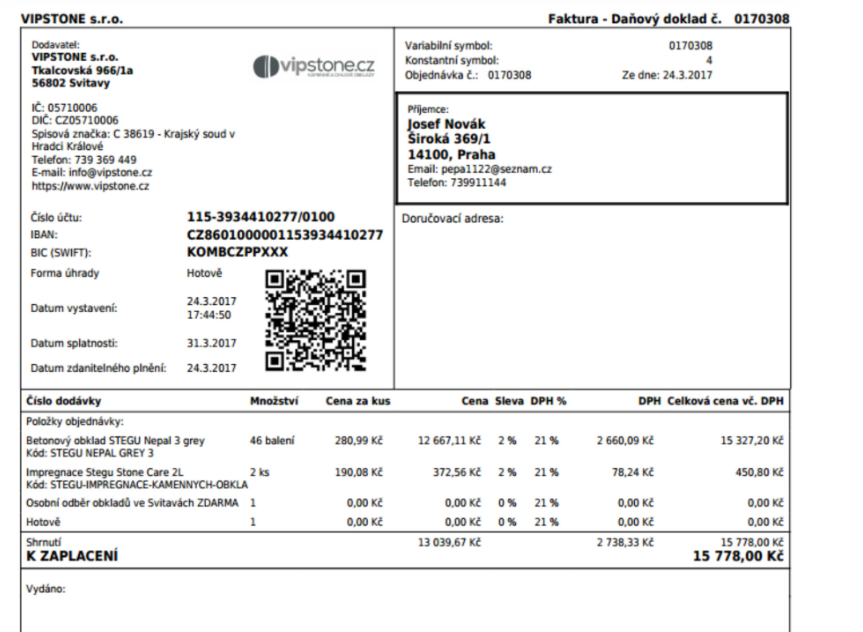 VIPSTONE s.r.o.
Faktura - Daňový doklad č. 0170308
Dodavatel:
VIPSTONE s.r.o.
Tkalcovská 966/1a
56802 Svitavy
vipstone.cz
IČ: 05710006
DIČ: CZ05710006
Spisová značka: C 38619 - Krajský soud v
Hradci Králové
Telefon: 739 369 449
E-mail: info@vipstone.cz
https://www.vipstone.cz
Číslo účtu: 115-3934410277/0100
IBAN: CZ8601000001153934410277
BIC (SWIFT): KOMBCZPPXXX
Forma úhrady Hotově
Datum vystavení: 24.3.2017
17:44:50
Datum splatnosti: 31.3.2017
Datum zdanitelného plnění: 24.3.2017
Variabilní symbol: 0170308
Konstantní symbol: 4
Objednávka č.: 0170308 Ze dne: 24.3.2017
Příjemce:
Josef Novák
Široká 369/1
14100, Praha
Email: pepa1122@seznam.cz
Telefon: 739911144
Doručovací adresa:
Číslo dodávky Množství Cena za kus Cena Sleva DPH % DPH Celková cena vč. DPH
Položky objednávky:
Betonový obklad STEGU Nepal 3 grey 46 balení 280,99 Kč 12 667,11 Kč 2 % 21 % 2 660,09 Kč 15 327,20 Kč
Kód: STEGU NEPAL GREY 3
Impregnace Stegu Stone Care 2L 2 ks 190,08 Kč 372,56 Kč 2 % 21 % 78,24 Kč 450,80 Kč
Kód: STEGU-IMPREGNACE-KAMENNYCH-OBKLA
Osobní odběr obkladů ve Svitavách ZDARMA 1 0,00 Kč 0,00 Kč 0 % 21 % 0,00 Kč 0,00 Kč
Hotově 1 0,00 Kč 0,00 Kč 0 % 21 % 0,00 Kč 0,00 Kč
Shrnutí 13 039,67 Kč 2 738,33 Kč 15 778,00 Kč
K ZAPLACENÍ 15 778,00 Kč
Vydáno: